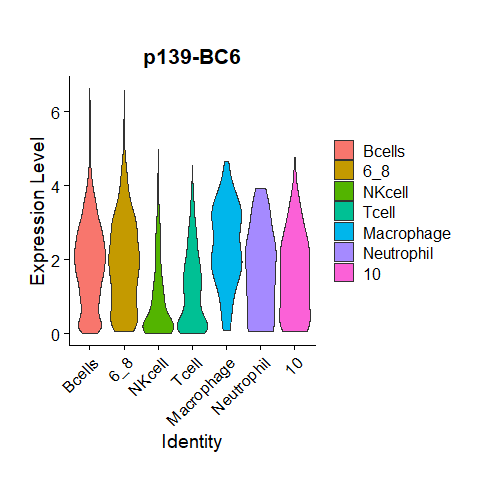 p139-BC6
Expression Level
6
4
2
0
Bcells
6_8
NKcell
Tcell
Macrophage
Neutrophil
10
Identity
Bcells
6_8
NKcell
Tcell
Macrophage
Neutrophil
10